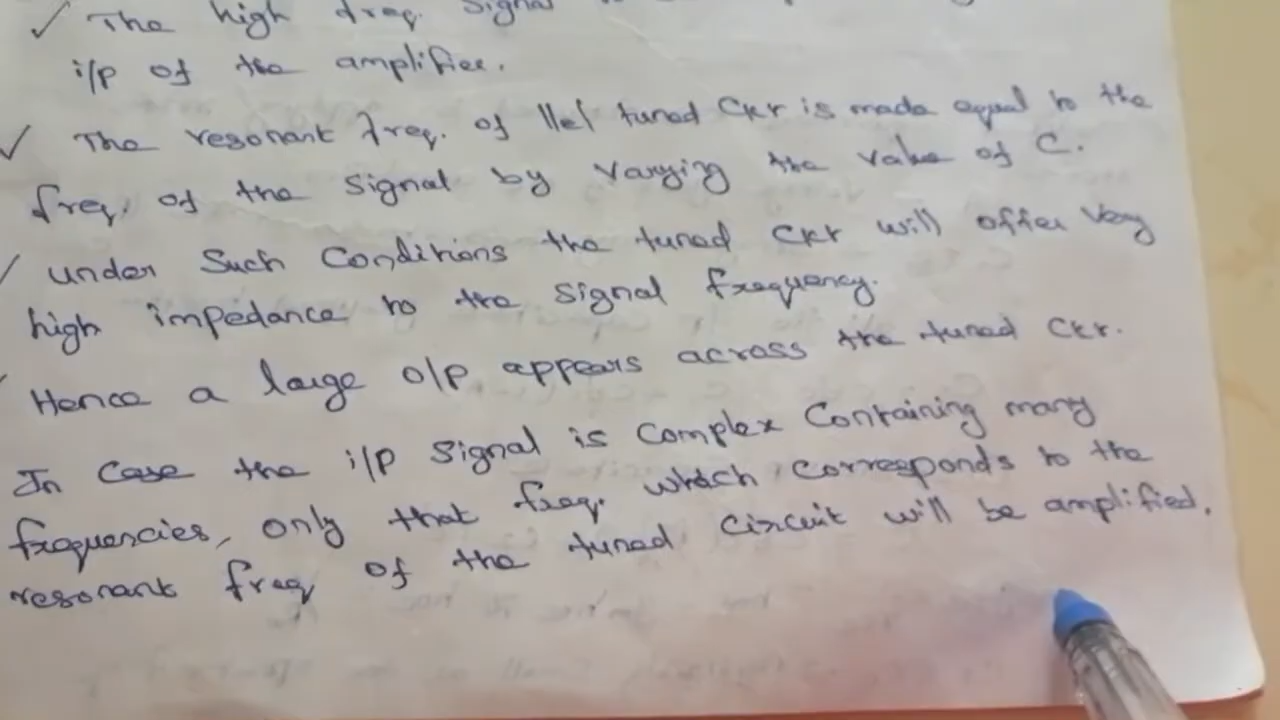 ✓ The high freq. Signal
i/p of the amplifier.
✓ The resonant freq. of llel tuned Ckt is made equal to the
freq. of the signal by varying the value of C.
✓ under Such Conditions the tuned ckt will offer very
high impedance to the signal frequency.
✓ Hence a large o/p appears across the tuned Ckt.
In Case the i/p signal is complex Containing many
frequencies, only that freq. which corresponds to the
resonant freq of the tuned circuit will be amplified.